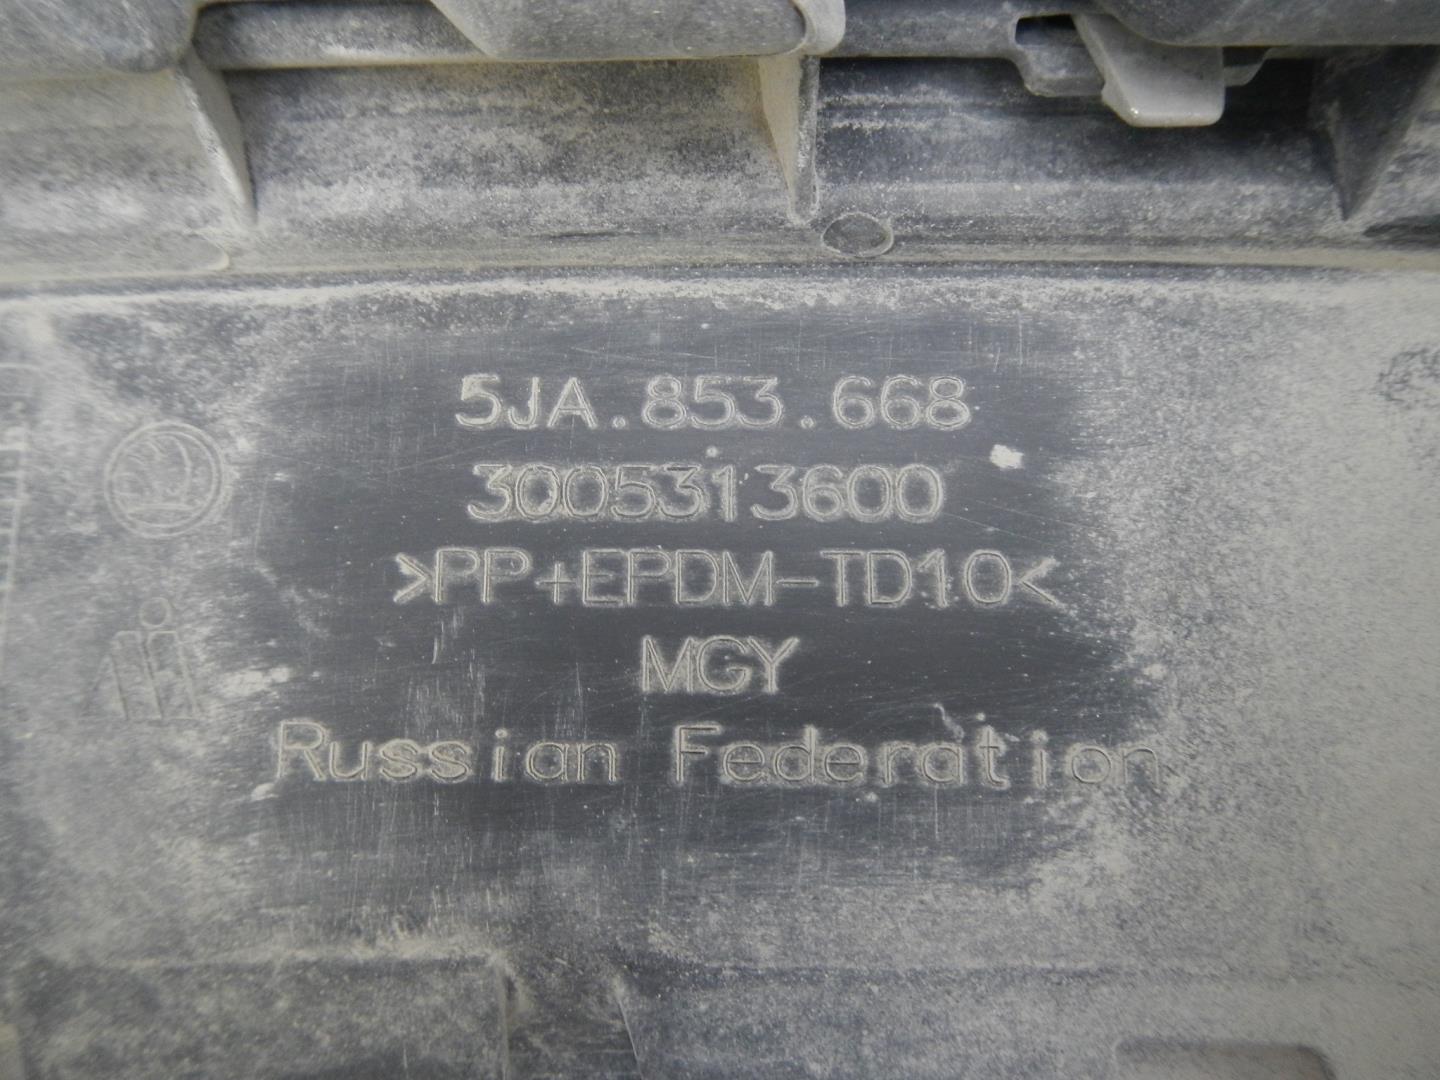 5JA.853.668
3005313600
>PP+EPDM-TD10<
MGY
Russian Federation